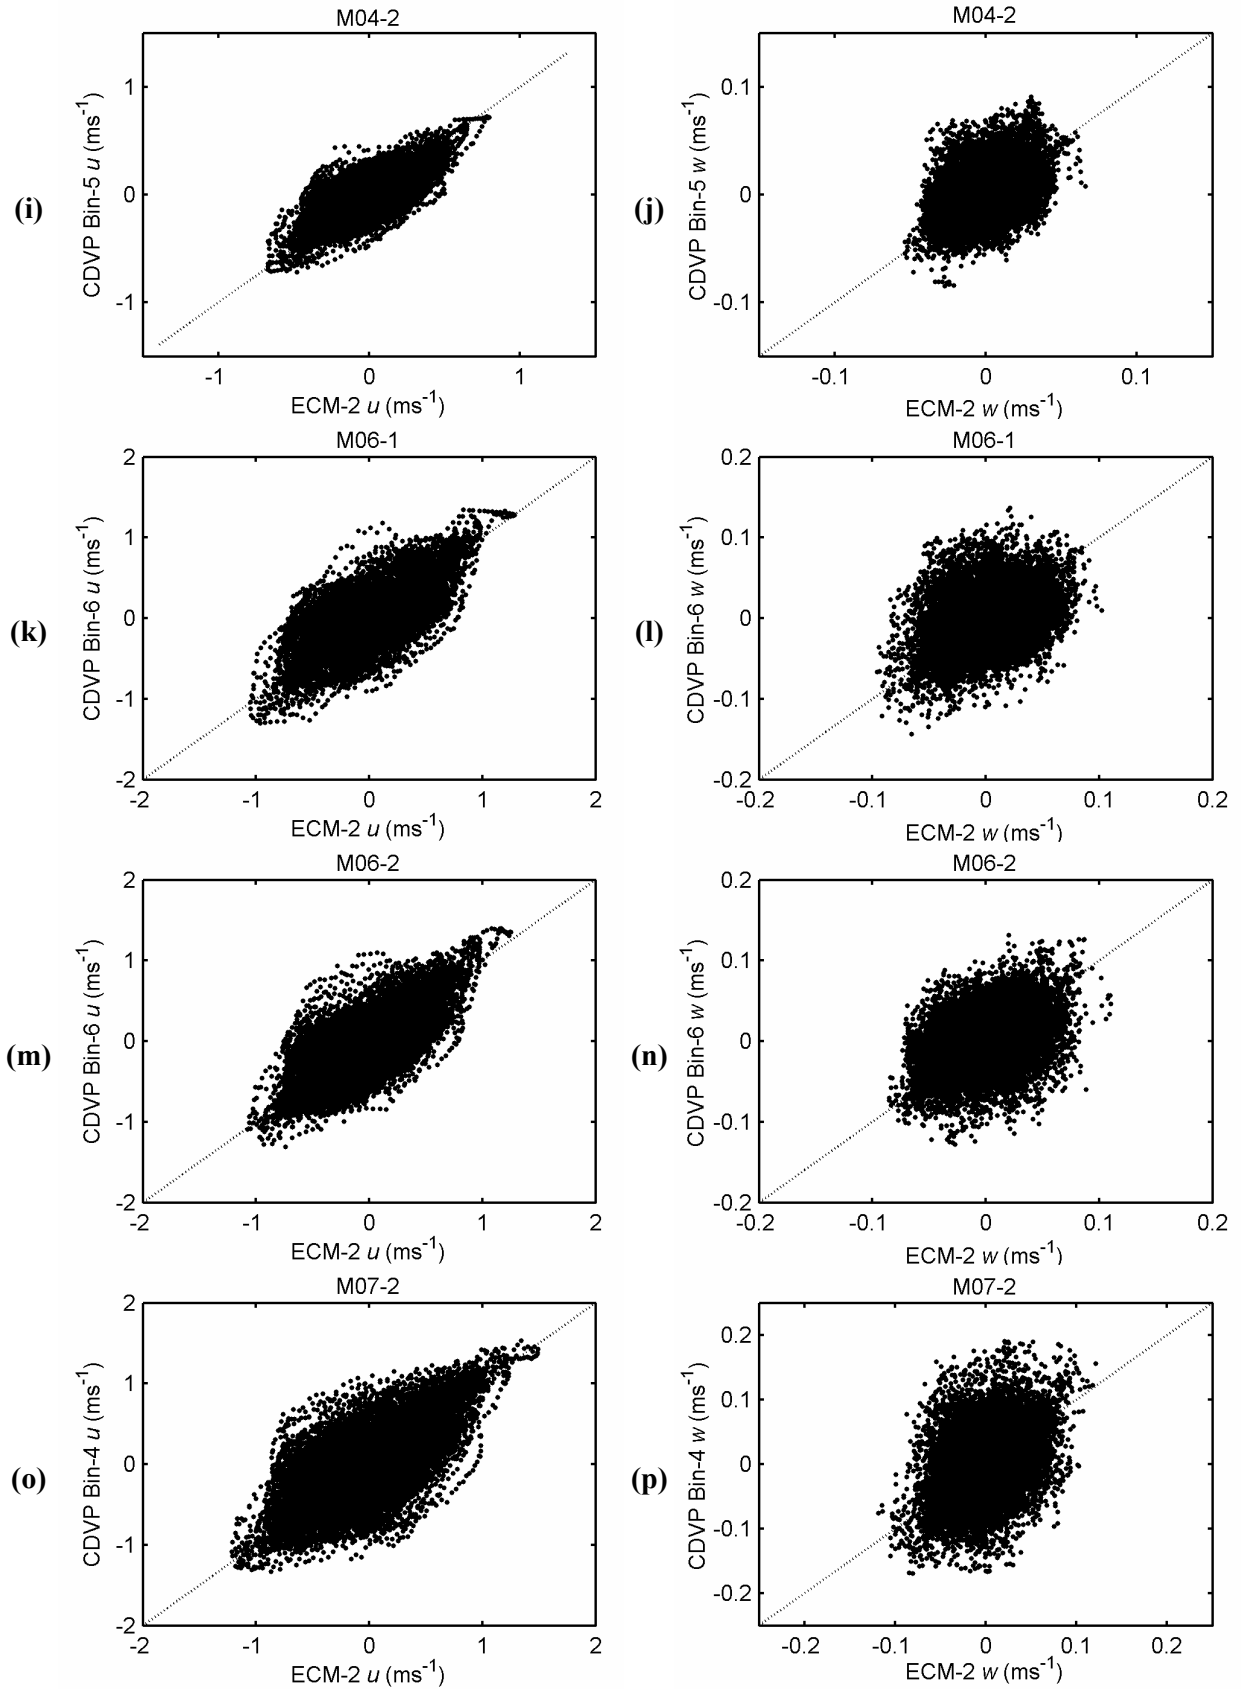 M04-2
CDVP Bin-5 u (ms-1)
1
0
-1
(i)
-1 0 1
ECM-2 u (ms-1)
M04-2
CDVP Bin-5 w (ms-1)
0.1
0
-0.1
(j)
-0.1 0 0.1
ECM-2 w (ms-1)
M06-1
CDVP Bin-6 u (ms-1)
2
1
0
-1
-2
(k)
-2 -1 0 1 2
ECM-2 u (ms-1)
M06-1
CDVP Bin-6 w (ms-1)
0.2
0.1
0
-0.1
-0.2
(l)
-0.2 -0.1 0 0.1 0.2
ECM-2 w (ms-1)
M06-2
CDVP Bin-6 u (ms-1)
2
1
0
-1
-2
(m)
-2 -1 0 1 2
ECM-2 u (ms-1)
M06-2
CDVP Bin-6 w (ms-1)
0.2
0.1
0
-0.1
-0.2
(n)
-0.2 -0.1 0 0.1 0.2
ECM-2 w (ms-1)
M07-2
CDVP Bin-4 u (ms-1)
2
1
0
-1
-2
(o)
-2 -1 0 1 2
ECM-2 u (ms-1)
M07-2
CDVP Bin-4 w (ms-1)
0.2
0.1
0
-0.1
-0.2
(p)
-0.2 -0.1 0 0.1 0.2
ECM-2 w (ms-1)